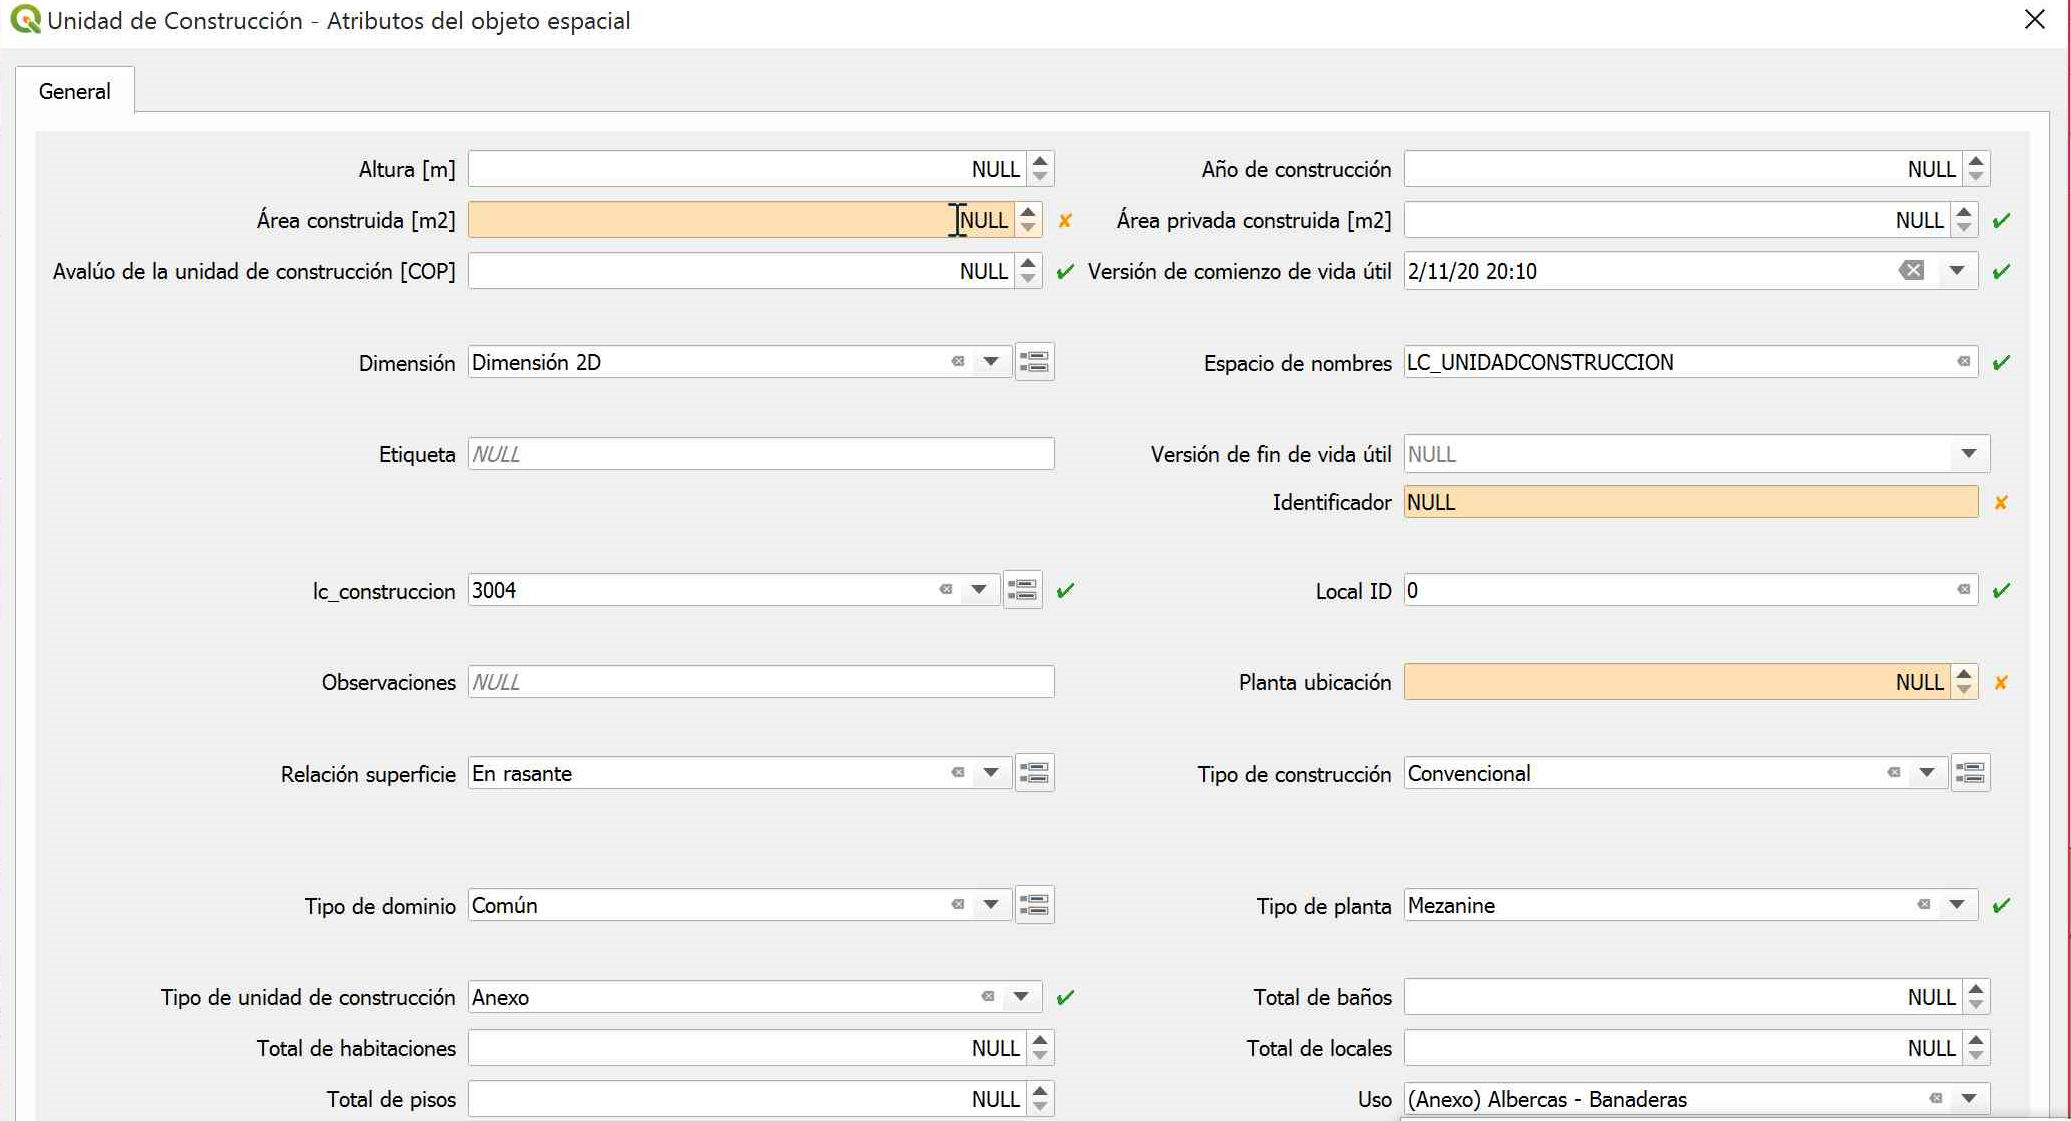 Unidad de Construcción - Atributos del objeto espacial
General
Altura [m] NULL Año de construcción NULL
Área construida [m2] NULL Área privada construida [m2] NULL
Avalúo de la unidad de construcción [COP] NULL Versión de comienzo de vida útil 2/11/20 20:10
Dimensión Dimensión 2D Espacio de nombres LC_UNIDADCONSTRUCCION
Etiqueta NULL Versión de fin de vida útil NULL
Identificador NULL
lc_construccion 3004 Local ID 0
Observaciones NULL Planta ubicación NULL
Relación superficie En rasante Tipo de construcción Convencional
Tipo de dominio Común Tipo de planta Mezanine
Tipo de unidad de construcción Anexo Total de baños NULL
Total de habitaciones NULL Total de locales NULL
Total de pisos NULL Uso (Anexo) Albercas - Banaderas